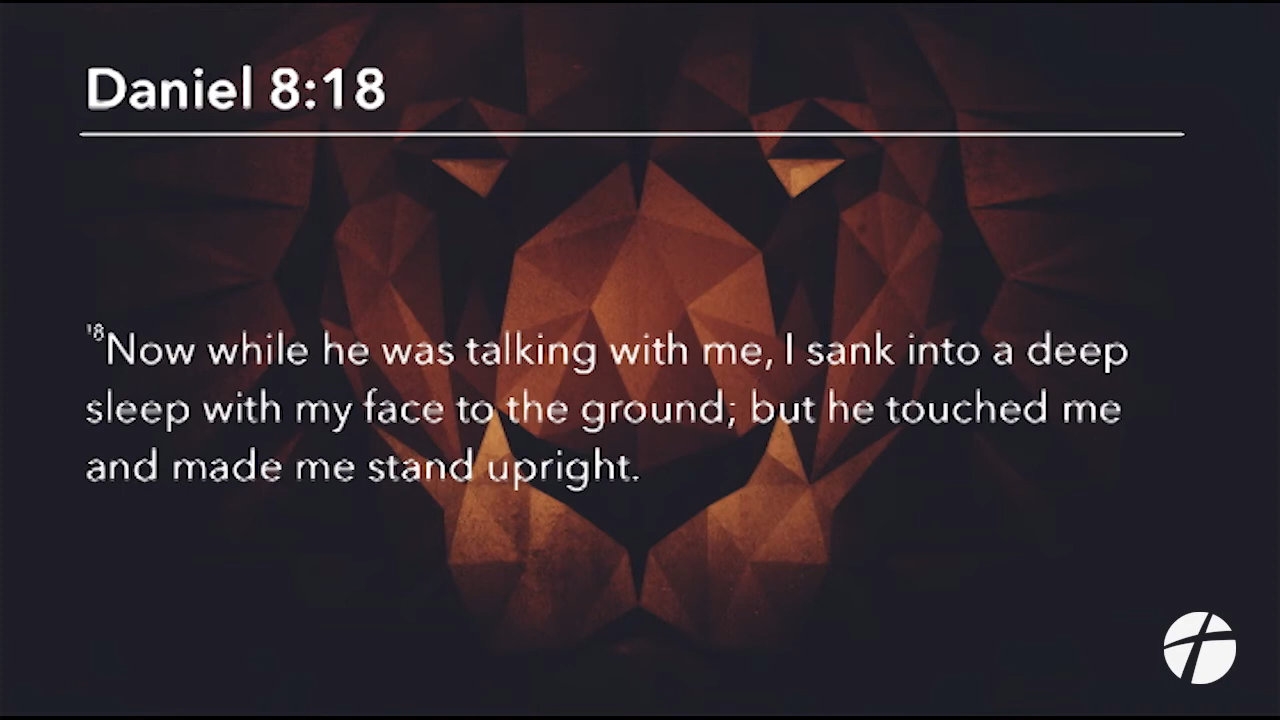 Daniel 8:18
18Now while he was talking with me, I sank into a deep
sleep with my face to the ground; but he touched me
and made me stand upright.